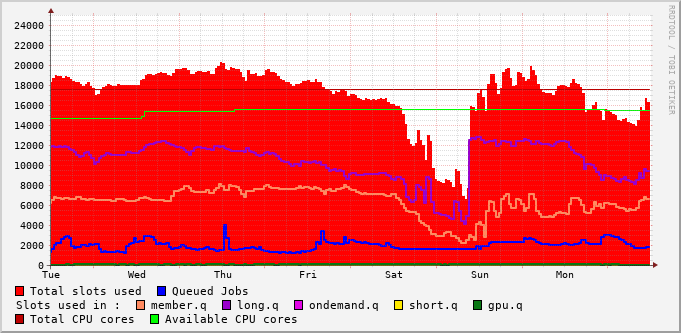 24000
22000
20000
18000
16000
14000
12000
10000
8000
6000
4000
2000
0
Tue Wed Thu Fri Sat Sun Mon
Total slots used Queued Jobs
Slots used in : member.q long.q ondemand.q short.q gpu.q
Total CPU cores Available CPU cores
RRDTOOL / TOBI OETIKER